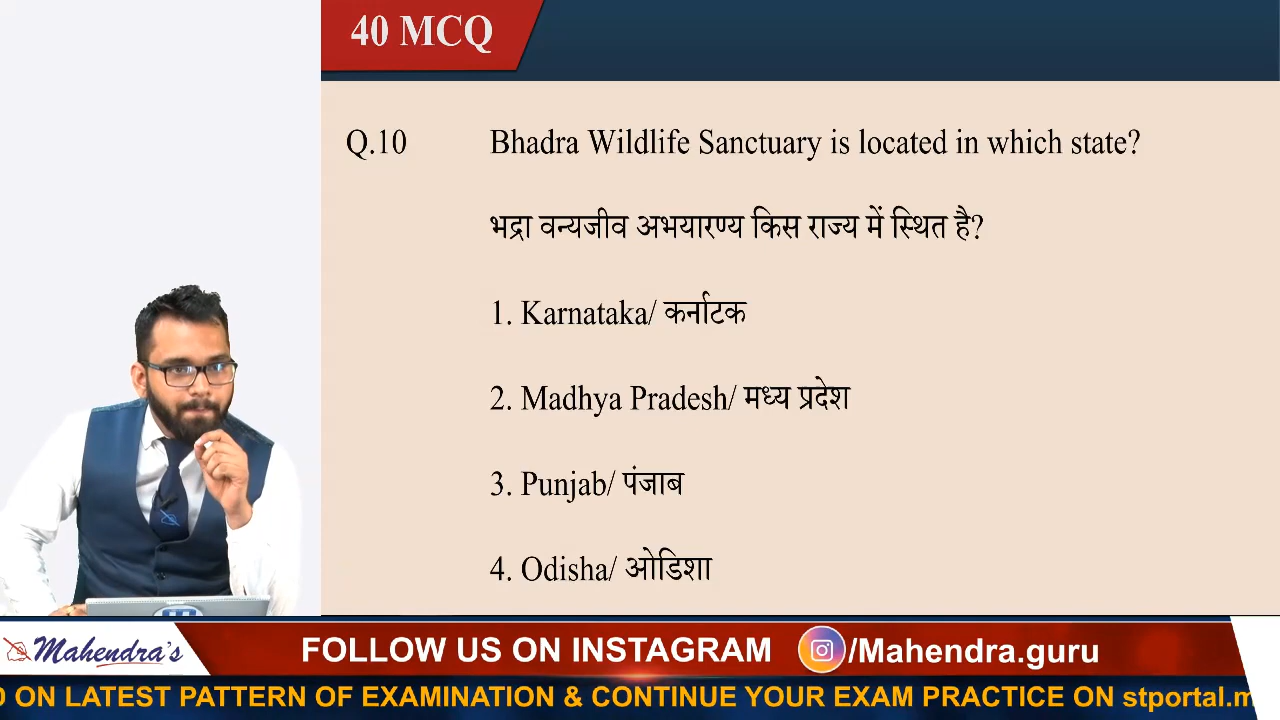 40 MCQ
Q.10 Bhadra Wildlife Sanctuary is located in which state?
भद्रा वन्यजीव अभयारण्य किस राज्य में स्थित है?
1. Karnataka/ कर्नाटक
2. Madhya Pradesh/ मध्य प्रदेश
3. Punjab/ पंजाब
4. Odisha/ ओडिशा
Mahendra's FOLLOW US ON INSTAGRAM /Mahendra.guru
ON LATEST PATTERN OF EXAMINATION & CONTINUE YOUR EXAM PRACTICE ON stportal.m